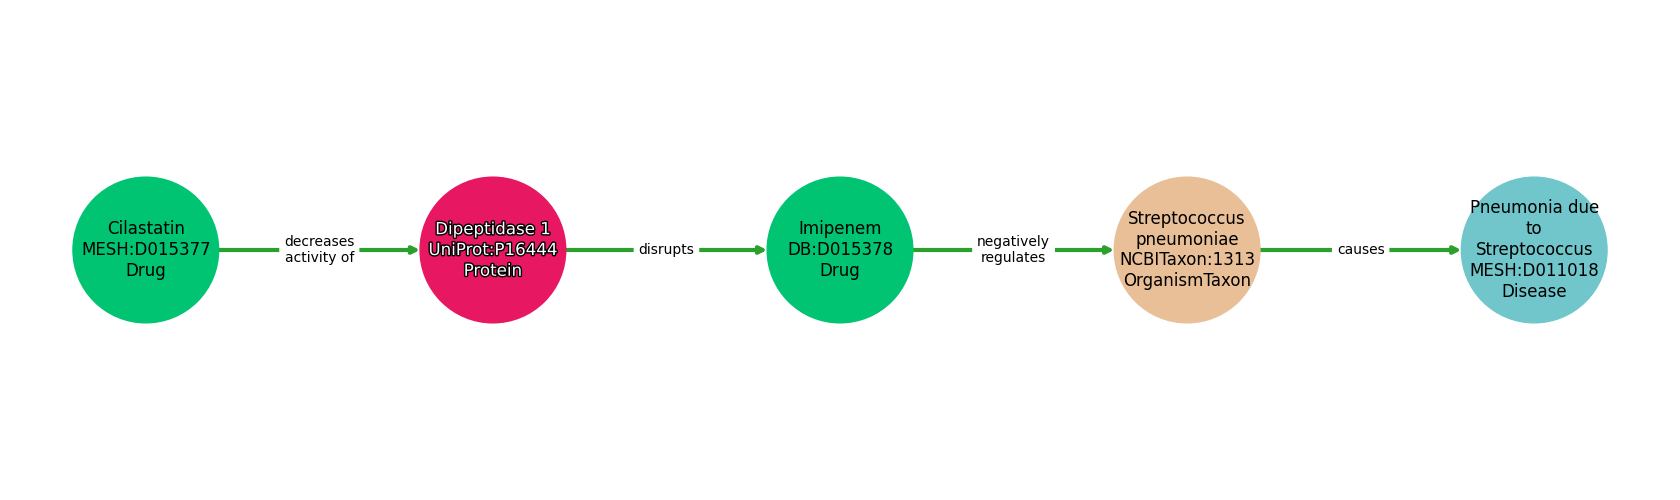 Cilastatin
MESH:D015377
Drug
decreases
activity of
Dipeptidase 1
UniProt:P16444
Protein
disrupts
Imipenem
DB:D015378
Drug
negatively
regulates
Streptococcus
pneumoniae
NCBITaxon:1313
OrganismTaxon
causes
Pneumonia due
to
Streptococcus
MESH:D011018
Disease